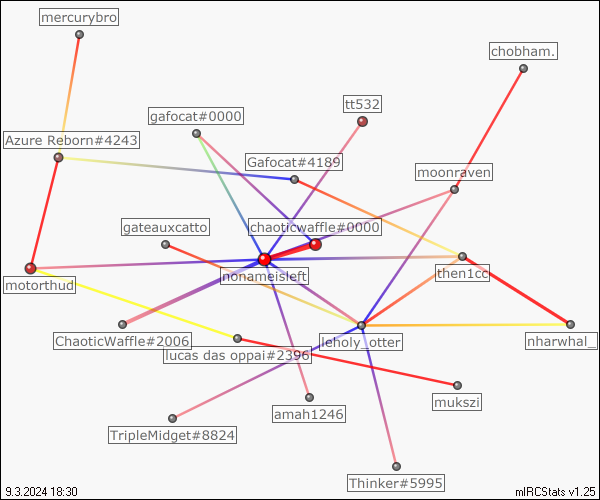 mercurybro
chobham.
tt532
gafocat#0000
Azure Reborn#4243
Gafocat#4189
moonraven
gateauxcatto
chaoticwaffle#0000
motorthud
nonameisleft
then1cc
ChaoticWaffle#2006
leholy_otter
nharwhal_
lucas das oppai#2396
mukszi
amah1246
TripleMidget#8824
Thinker#5995
9.3.2024 18:30
mIRCStats v1.25